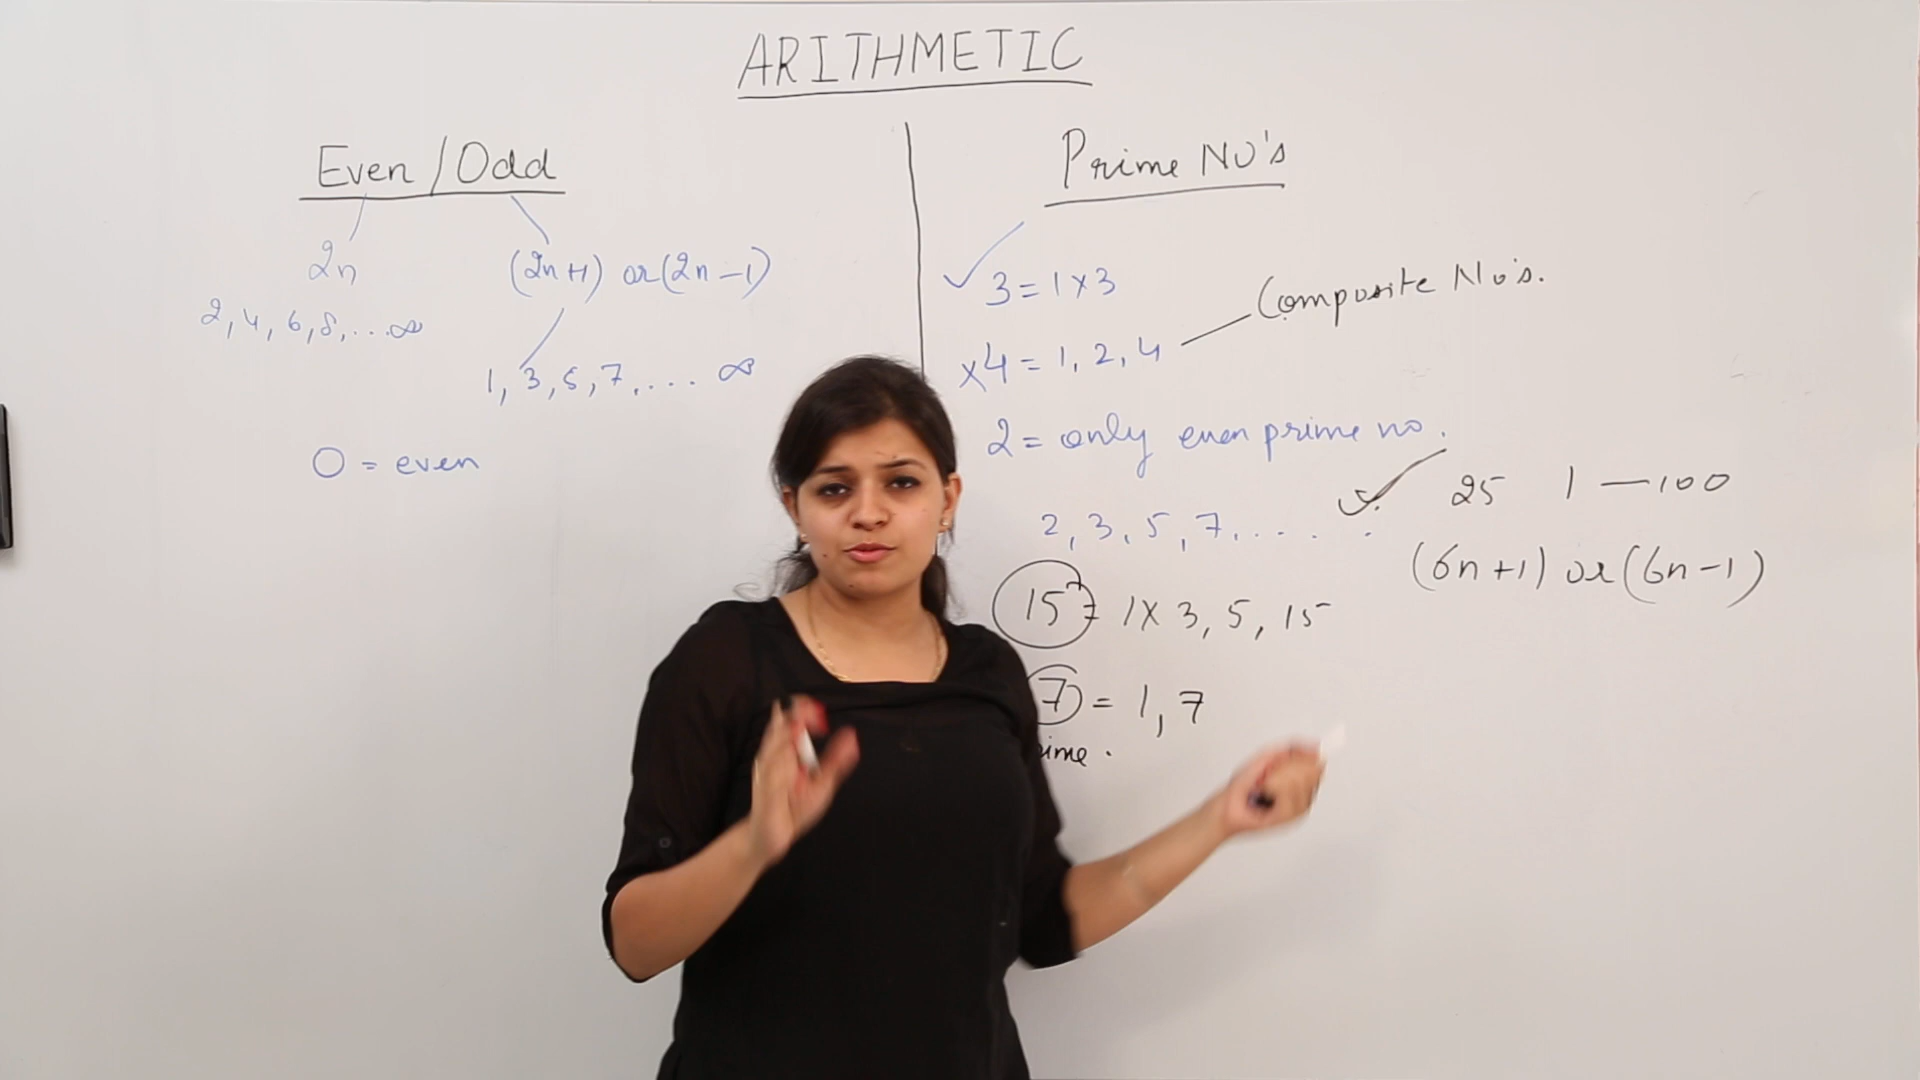 ARITHMETIC
Even/Odd
2n
(2n+1) or (2n-1)
2, 4, 6, 8, ... ∞
1, 3, 5, 7, .... ∞
0 = even
Prime No's
3 = 1×3
Composite No's.
×4 = 1, 2, 4
2 = only even prime no.
25 1 — 100
2, 3, 5, 7, .....
(6n+1) or (6n-1)
15 = 1× 3, 5, 15
7 = 1, 7
ime.